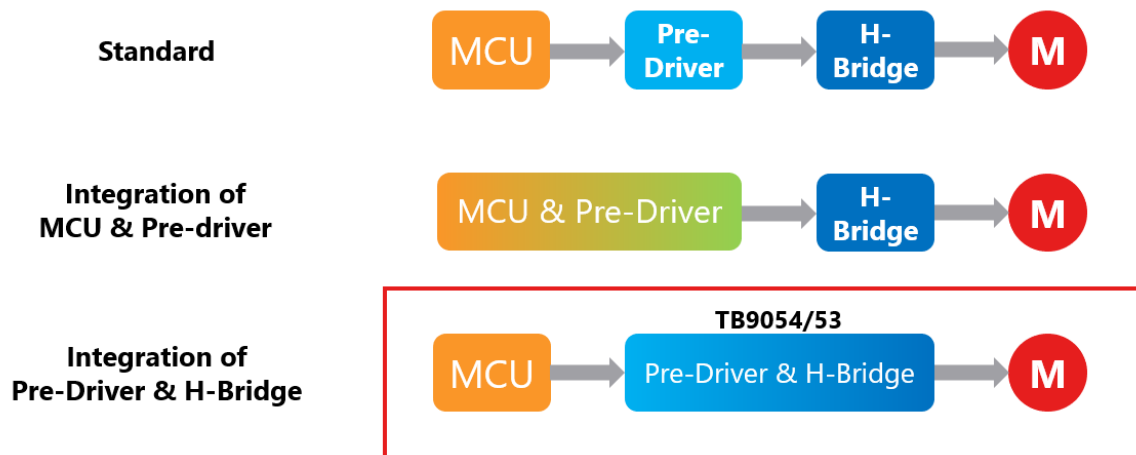 Standard
MCU
Pre-
Driver
H-
Bridge
M
Integration of
MCU & Pre-driver
MCU & Pre-Driver
H-
Bridge
M
TB9054/53
Integration of
Pre-Driver & H-Bridge
MCU
Pre-Driver & H-Bridge
M